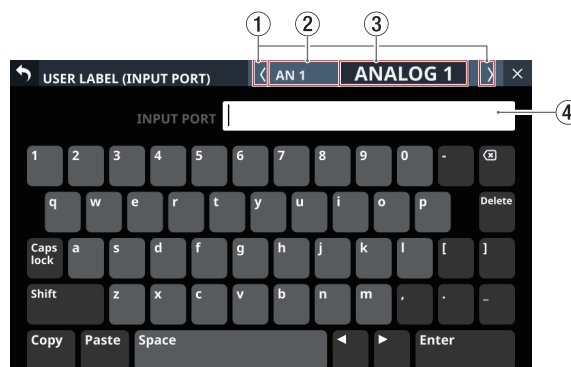 ① ② ③
USER LABEL (INPUT PORT) AN 1 ANALOG 1
INPUT PORT ④
1 2 3 4 5 6 7 8 9 0 -
q w e r t y u i o p Delete
Caps lock a s d f g h j k l [ ]
Shift z x c v b n m , . _
Copy Paste Space Enter